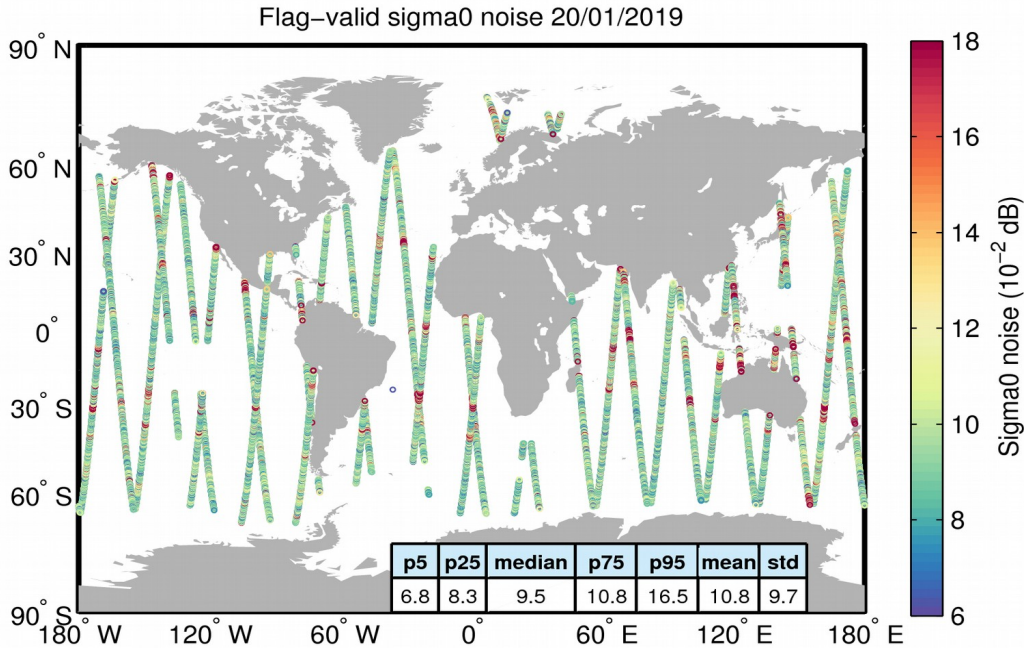 Flag−valid sigma0 noise 20/01/2019
90° N
60° N
30° N
0°
30° S
60° S
90° S
180° W
120° W
60° W
0°
60° E
120° E
180° E
p5 p25 median p75 p95 mean std
6.8 8.3 9.5 10.8 16.5 10.8 9.7
18
16
14
12
10
8
6
Sigma0 noise (10⁻² dB)